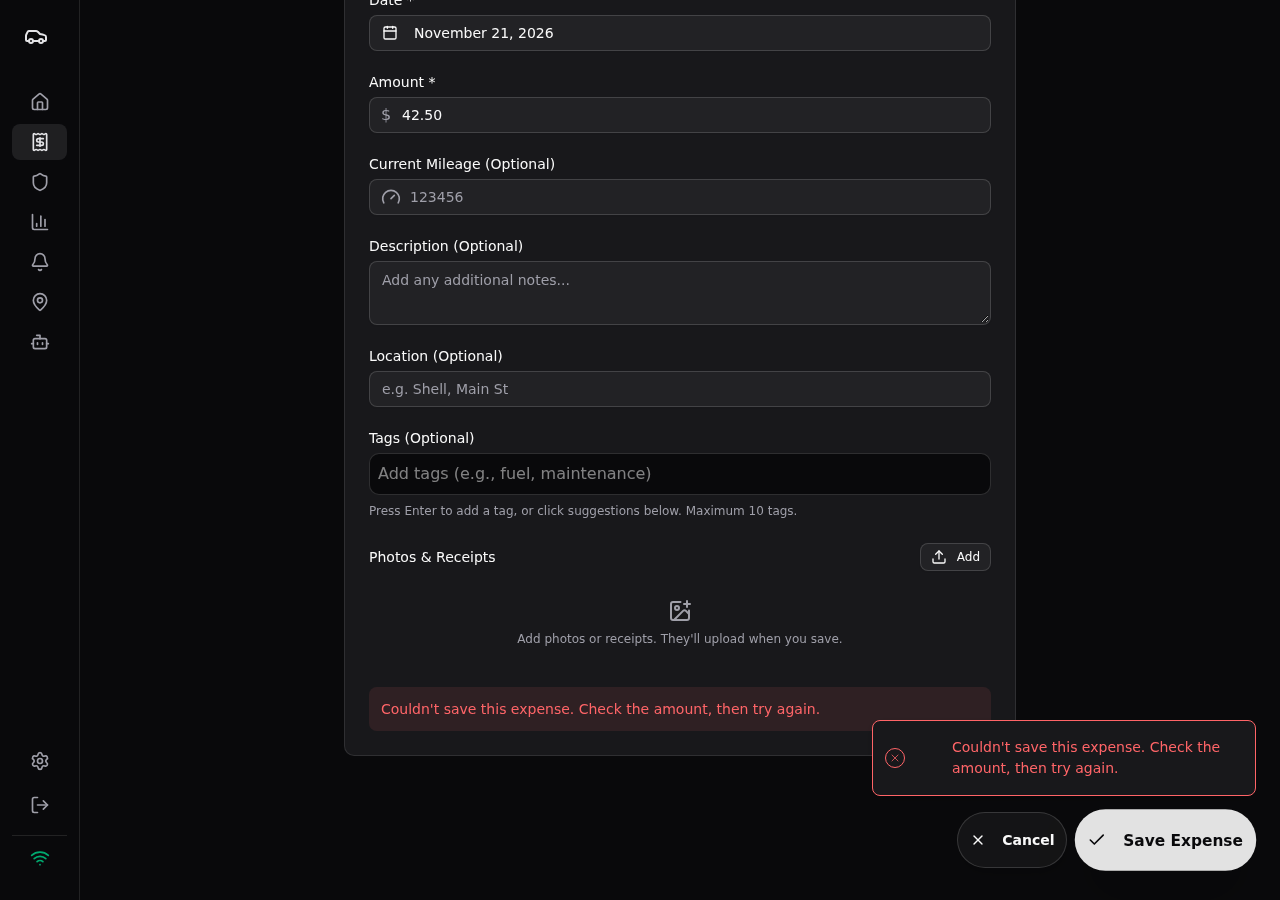 Date *
November 21, 2026
Amount *
$ 42.50
Current Mileage (Optional)
123456
Description (Optional)
Add any additional notes...
Location (Optional)
e.g. Shell, Main St
Tags (Optional)
Add tags (e.g., fuel, maintenance)
Press Enter to add a tag, or click suggestions below. Maximum 10 tags.
Photos & Receipts
Add
Add photos or receipts. They'll upload when you save.
Couldn't save this expense. Check the amount, then try again.
Couldn't save this expense. Check the
amount, then try again.
Cancel
Save Expense